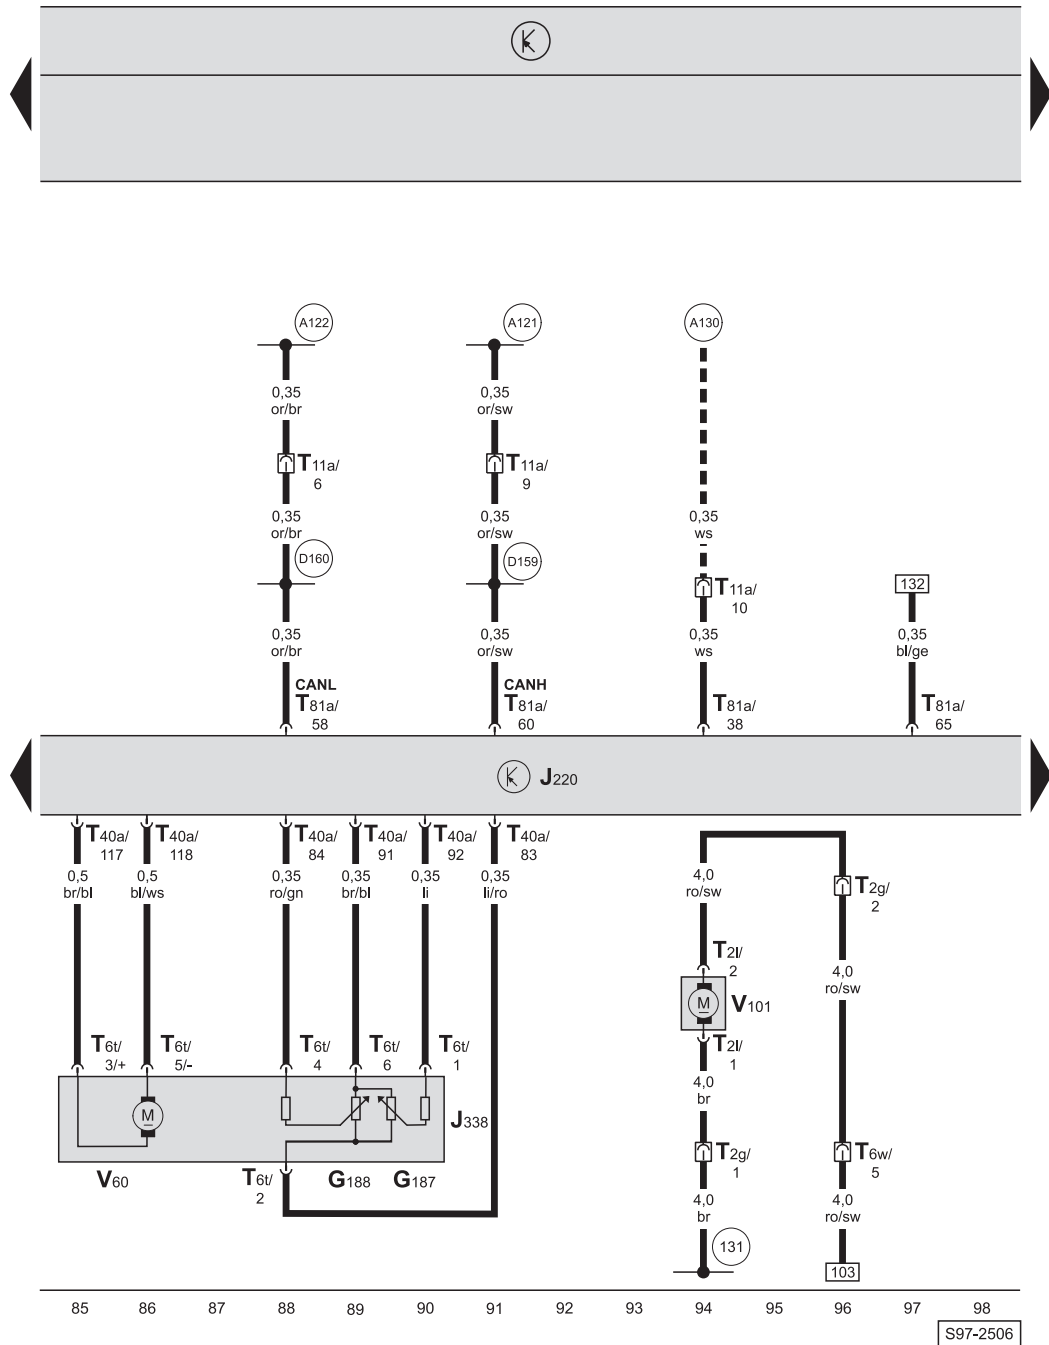 A122
A121
A130
0,35
or/br
0,35
or/sw
T11a/
6
T11a/
9
0,35
or/br
0,35
or/sw
0,35
ws
D160
D159
T11a/
10
132
0,35
or/br
0,35
or/sw
0,35
ws
0,35
bl/ge
CANL
T81a/
58
CANH
T81a/
60
T81a/
38
T81a/
65
J220
T40a/
117
T40a/
118
T40a/
84
T40a/
91
T40a/
92
T40a/
83
0,5
br/bl
0,5
bl/ws
0,35
ro/gn
0,35
br/bl
0,35
li
0,35
li/ro
4,0
ro/sw
T2g/
2
T2l/
2
4,0
ro/sw
M
V101
T6t/
3/+
T6t/
5/-
T6t/
4
T6t/
6
T6t/
1
T2l/
1
4,0
br
M
J338
V60
T6t/
2
G188
G187
T2g/
1
T6w/
5
4,0
br
4,0
ro/sw
131
103
85 86 87 88 89 90 91 92 93 94 95 96 97 98
S97-2506